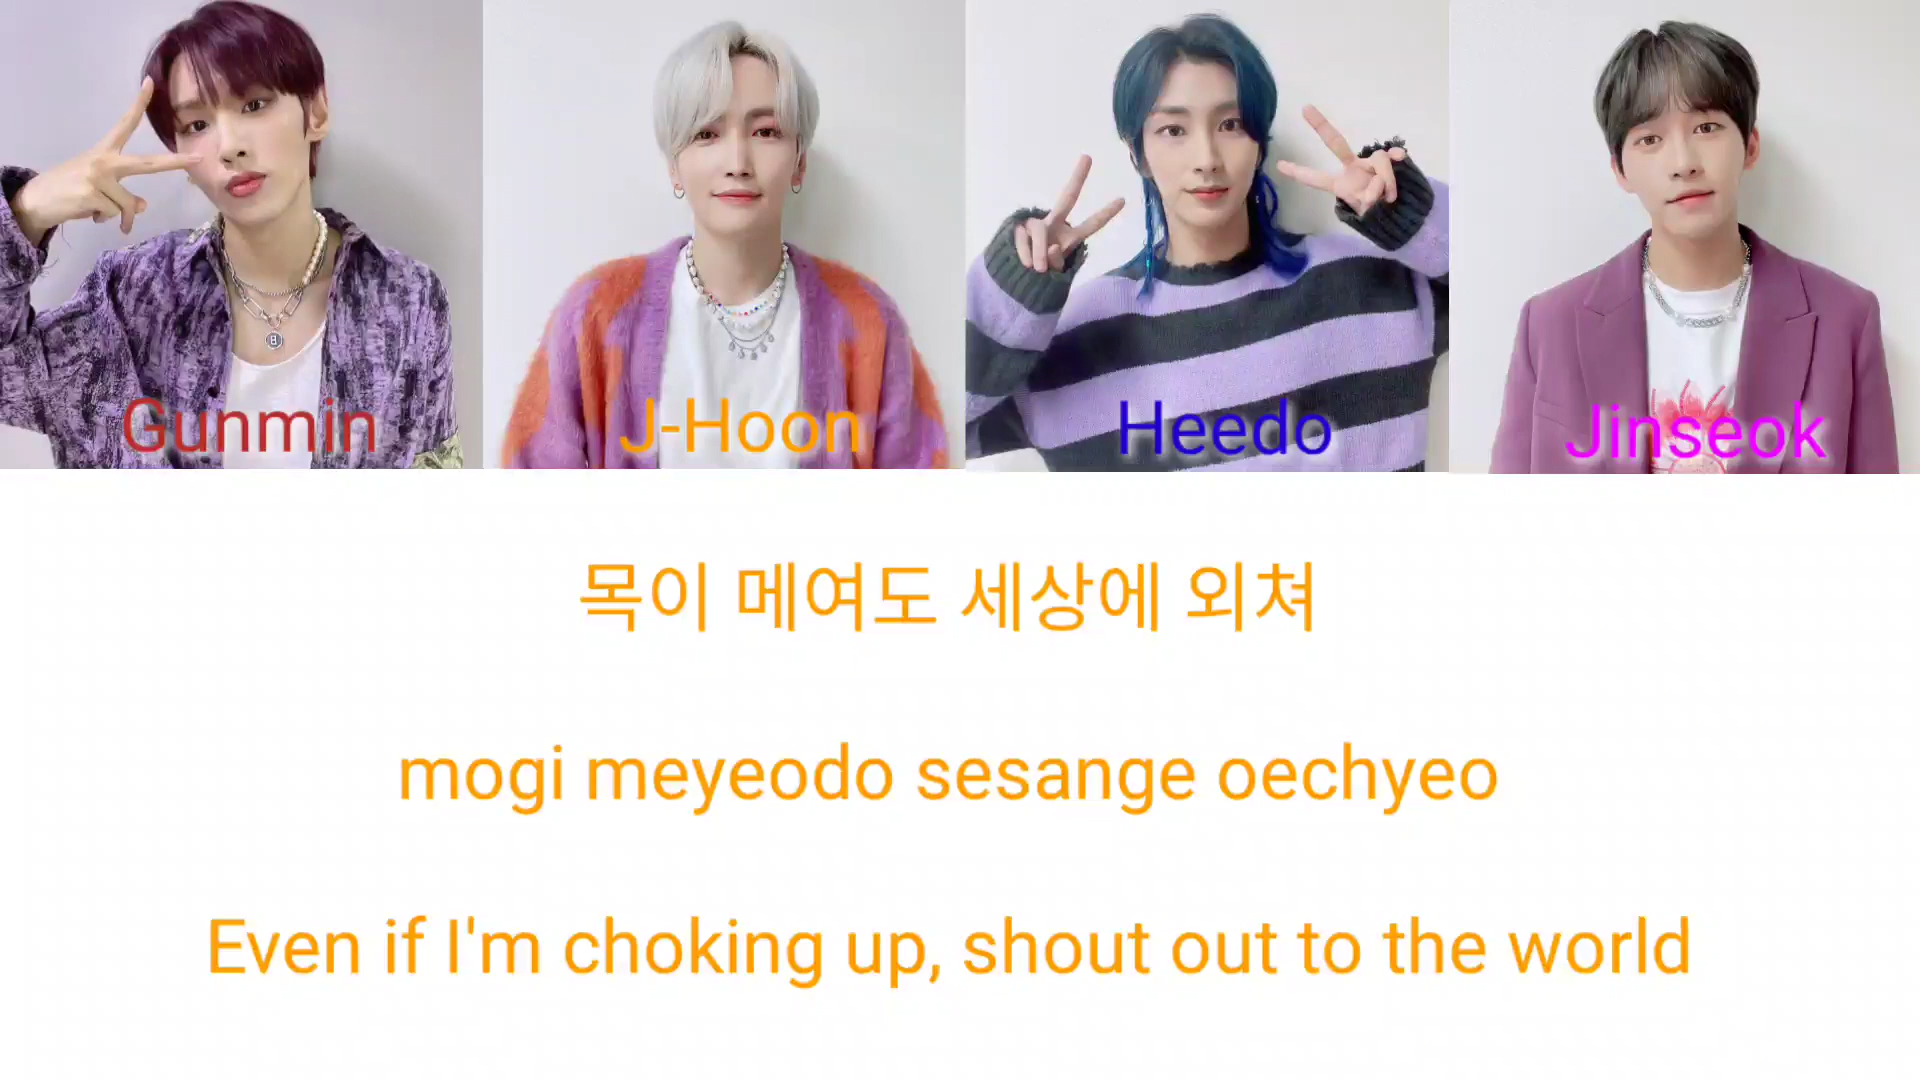 Gunmin
J-Hoon
Heedo
Jinseok
목이 메여도 세상에 외쳐
mogi meyeodo sesange oechyeo
Even if I'm choking up, shout out to the world